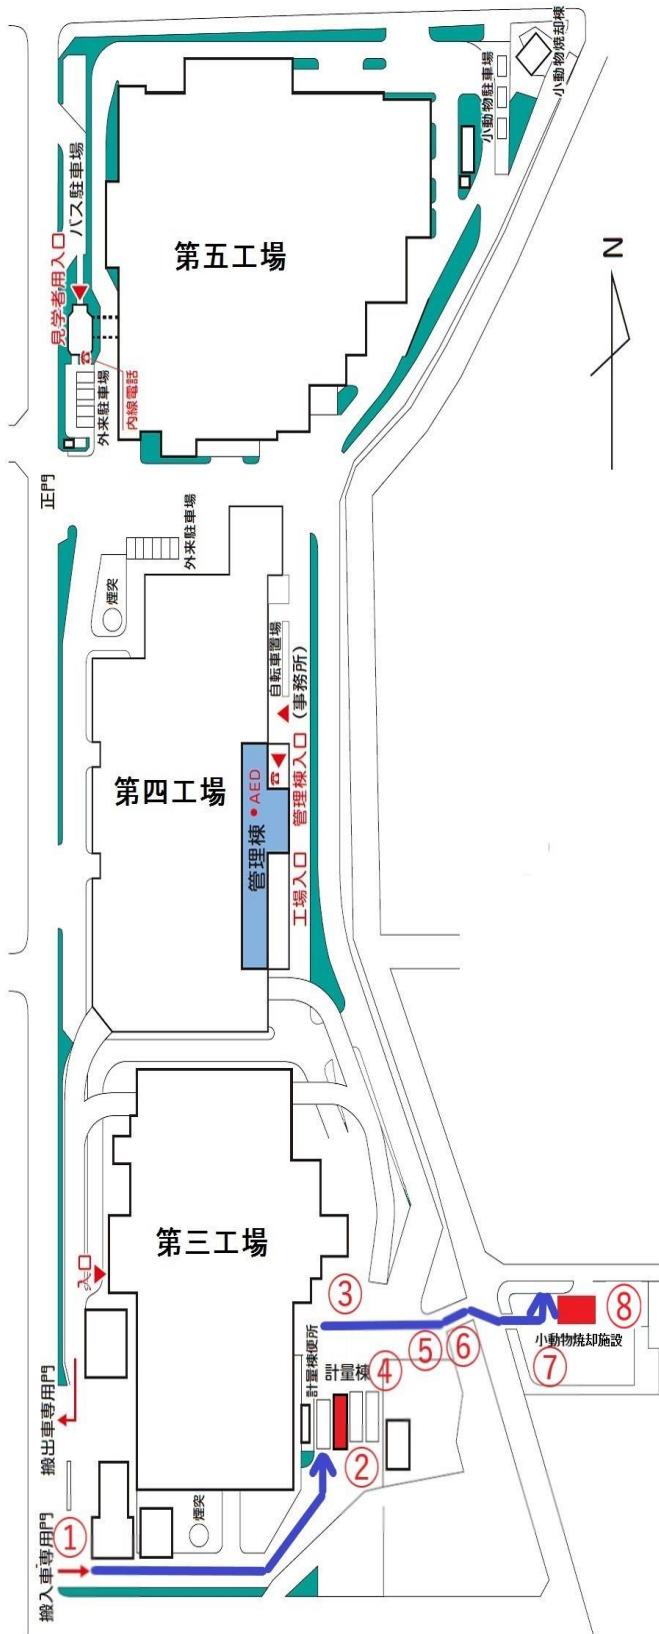 小動物焼却棟
小動物駐車場
バス駐車場
見学者用入口
第五工場
N
☎
内線電話
外来駐車場
正門
外来駐車場
煙突
自転車置場
(事務所)
第四工場
AED
☎
管理棟入口
管理棟
工場入口
第三工場
入口
③
⑧
計量棟便所
計量棟
④
⑤
⑥
小動物焼却施設
⑦
搬出車専用門
②
煙突
①
搬入車専用門